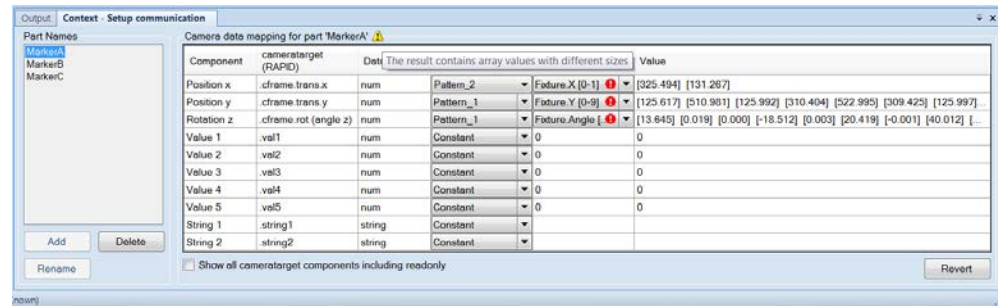 Output Context - Setup communication
Part Names
MarkerA
MarkerB
MarkerC
Add Delete
Rename
Camera data mapping for part 'MarkerA'
Component cameratarget (RAPID) Data The result contains array values with different sizes Value
Position x .cframe.trans.x num Pattern_2 Fixture.X [0-1] [325.494] [131.267]
Position y .cframe.trans.y num Pattern_1 Fixture.Y [0-9] [125.617] [510.981] [125.992] [310.404] [522.995] [309.425] [125.997]...
Rotation z .cframe.rot (angle z) num Pattern_1 Fixture.Angle [.. [13.645] [0.019] [0.000] [-18.512] [0.003] [20.419] [-0.001] [40.012] [...
Value 1 .val1 num Constant 0 0
Value 2 .val2 num Constant 0 0
Value 3 .val3 num Constant 0 0
Value 4 .val4 num Constant 0 0
Value 5 .val5 num Constant 0 0
String 1 .string1 string Constant
String 2 .string2 string Constant
Show all cameratarget components including readonly
Revert
nown)